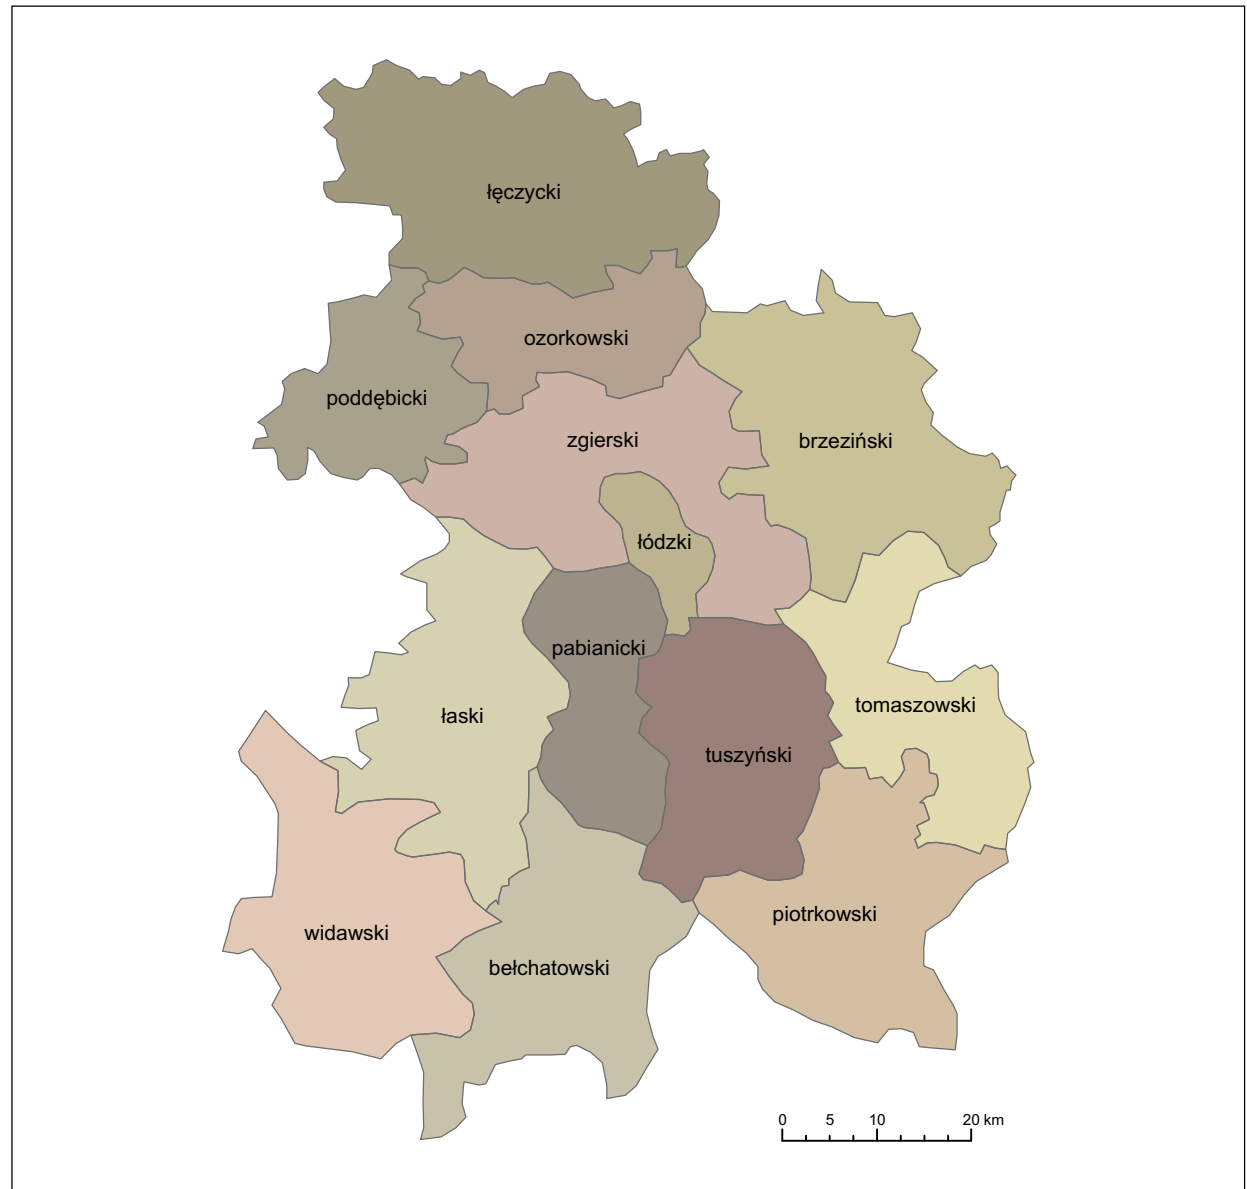 łęczycki
ozorkowski
poddębicki
zgierski
brzeziński
łódzki
pabianicki
tomaszowski
łaski
tuszyński
piotrkowski
widawski
bełchatowski
0 5 10 20 km